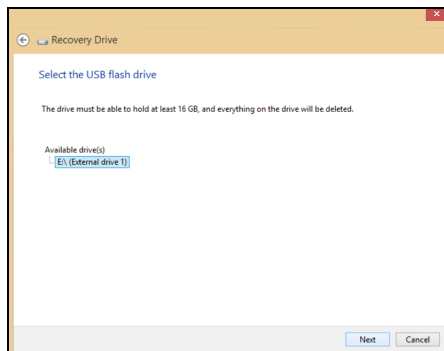 Recovery Drive
Select the USB flash drive
The drive must be able to hold at least 16 GB, and everything on the drive will be deleted.
Available drive(s)
E:\ (External drive 1)
Next
Cancel